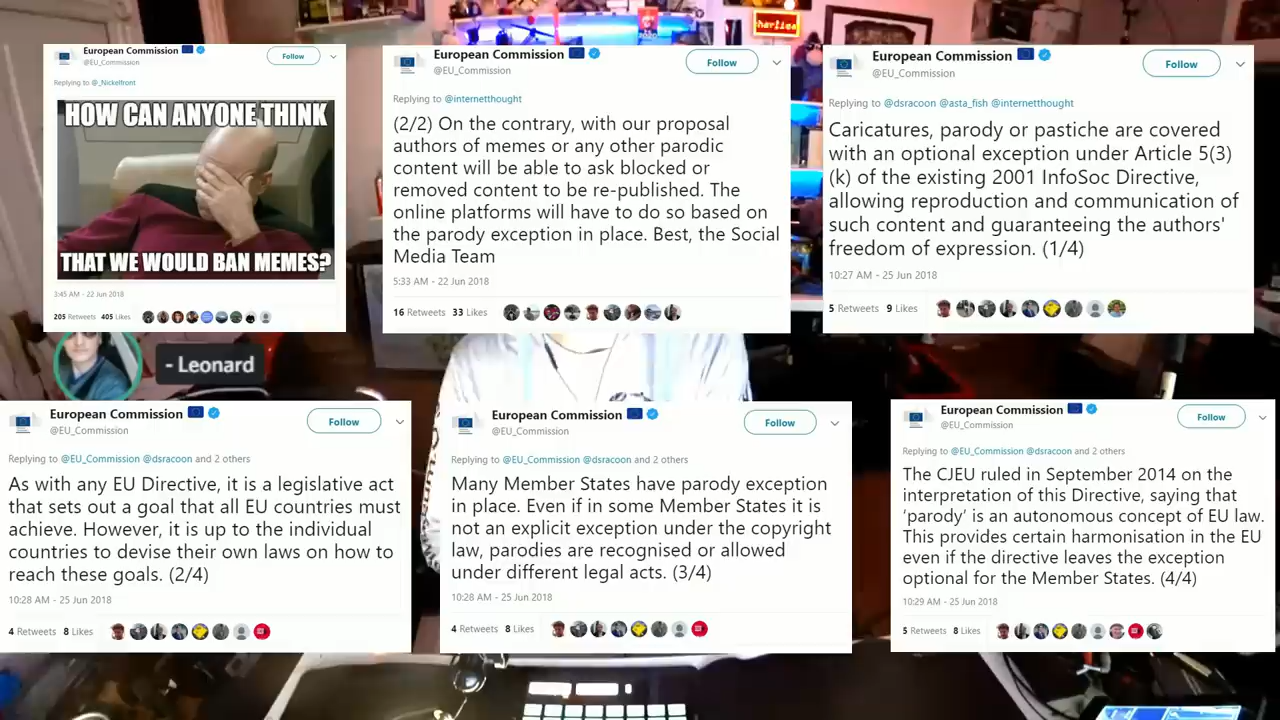 charlies
2020
European Commission
@EU_Commission
Follow
Replying to @_Nickelfront
HOW CAN ANYONE THINK
THAT WE WOULD BAN MEMES?
3:45 AM - 22 Jun 2018
205 Retweets 405 Likes
European Commission
@EU_Commission
Follow
Replying to @internetthought
(2/2) On the contrary, with our proposal
authors of memes or any other parodic
content will be able to ask blocked or
removed content to be re-published. The
online platforms will have to do so based on
the parody exception in place. Best, the Social
Media Team
5:33 AM - 22 Jun 2018
16 Retweets 33 Likes
European Commission
@EU_Commission
Follow
Replying to @dsracoon @asta_fish @internetthought
Caricatures, parody or pastiche are covered
with an optional exception under Article 5(3)
(k) of the existing 2001 InfoSoc Directive,
allowing reproduction and communication of
such content and guaranteeing the authors'
freedom of expression. (1/4)
10:27 AM - 25 Jun 2018
5 Retweets 9 Likes
- Leonard
European Commission
@EU_Commission
Follow
Replying to @EU_Commission @dsracoon and 2 others
As with any EU Directive, it is a legislative act
that sets out a goal that all EU countries must
achieve. However, it is up to the individual
countries to devise their own laws on how to
reach these goals. (2/4)
10:28 AM - 25 Jun 2018
4 Retweets 8 Likes
European Commission
@EU_Commission
Follow
Replying to @EU_Commission @dsracoon and 2 others
Many Member States have parody exception
in place. Even if in some Member States it is
not an explicit exception under the copyright
law, parodies are recognised or allowed
under different legal acts. (3/4)
10:28 AM - 25 Jun 2018
4 Retweets 8 Likes
European Commission
@EU_Commission
Follow
Replying to @EU_Commission @dsracoon and 2 others
The CJEU ruled in September 2014 on the
interpretation of this Directive, saying that
‘parody’ is an autonomous concept of EU law.
This provides certain harmonisation in the EU
even if the directive leaves the exception
optional for the Member States. (4/4)
10:29 AM - 25 Jun 2018
5 Retweets 8 Likes